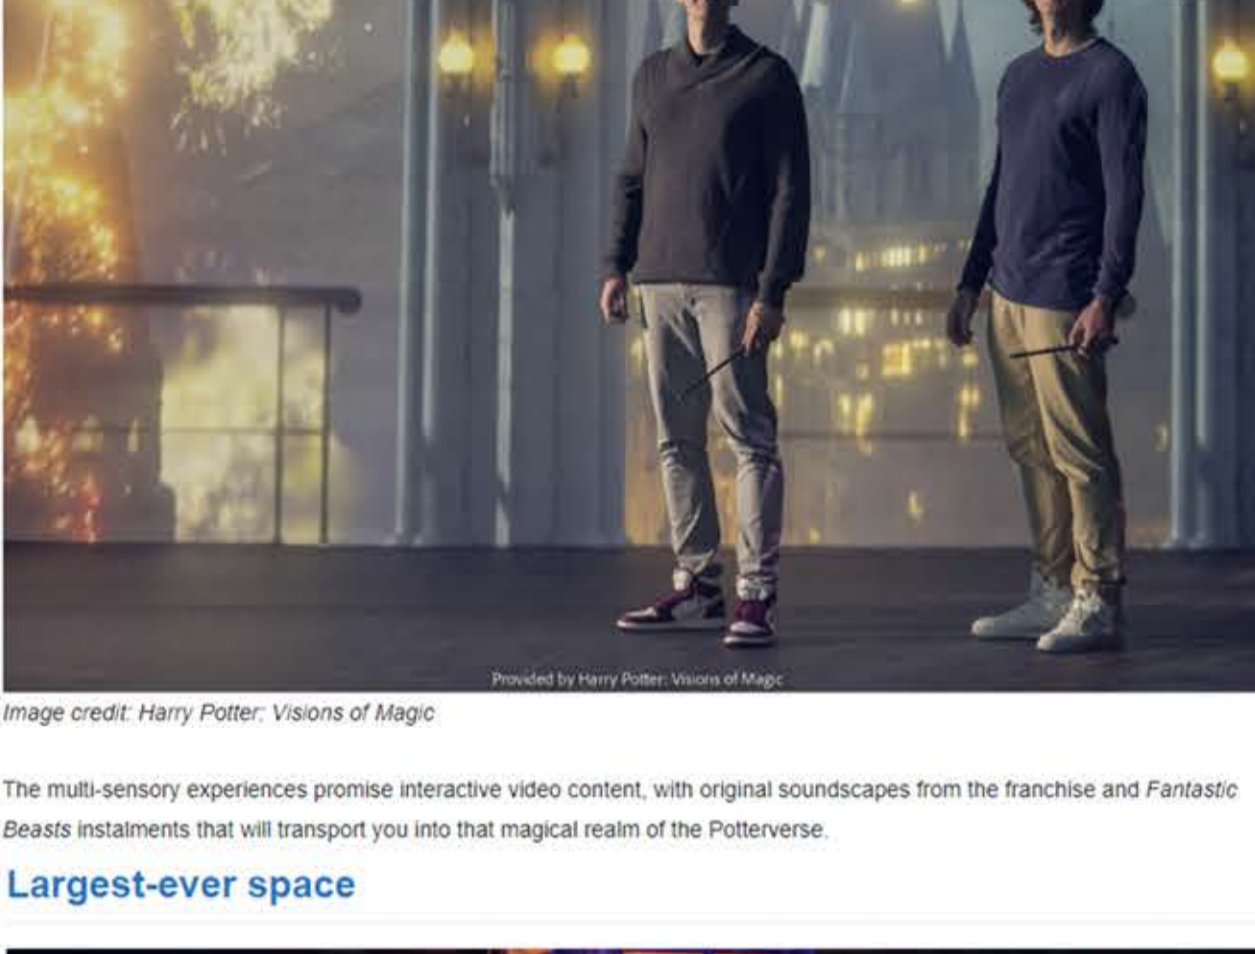 Provided by Harry Potter: Visions of Magic
Image credit: Harry Potter: Visions of Magic
The multi-sensory experiences promise interactive video content, with original soundscapes from the franchise and Fantastic
Beasts instalments that will transport you into that magical realm of the Potterverse.
Largest-ever space